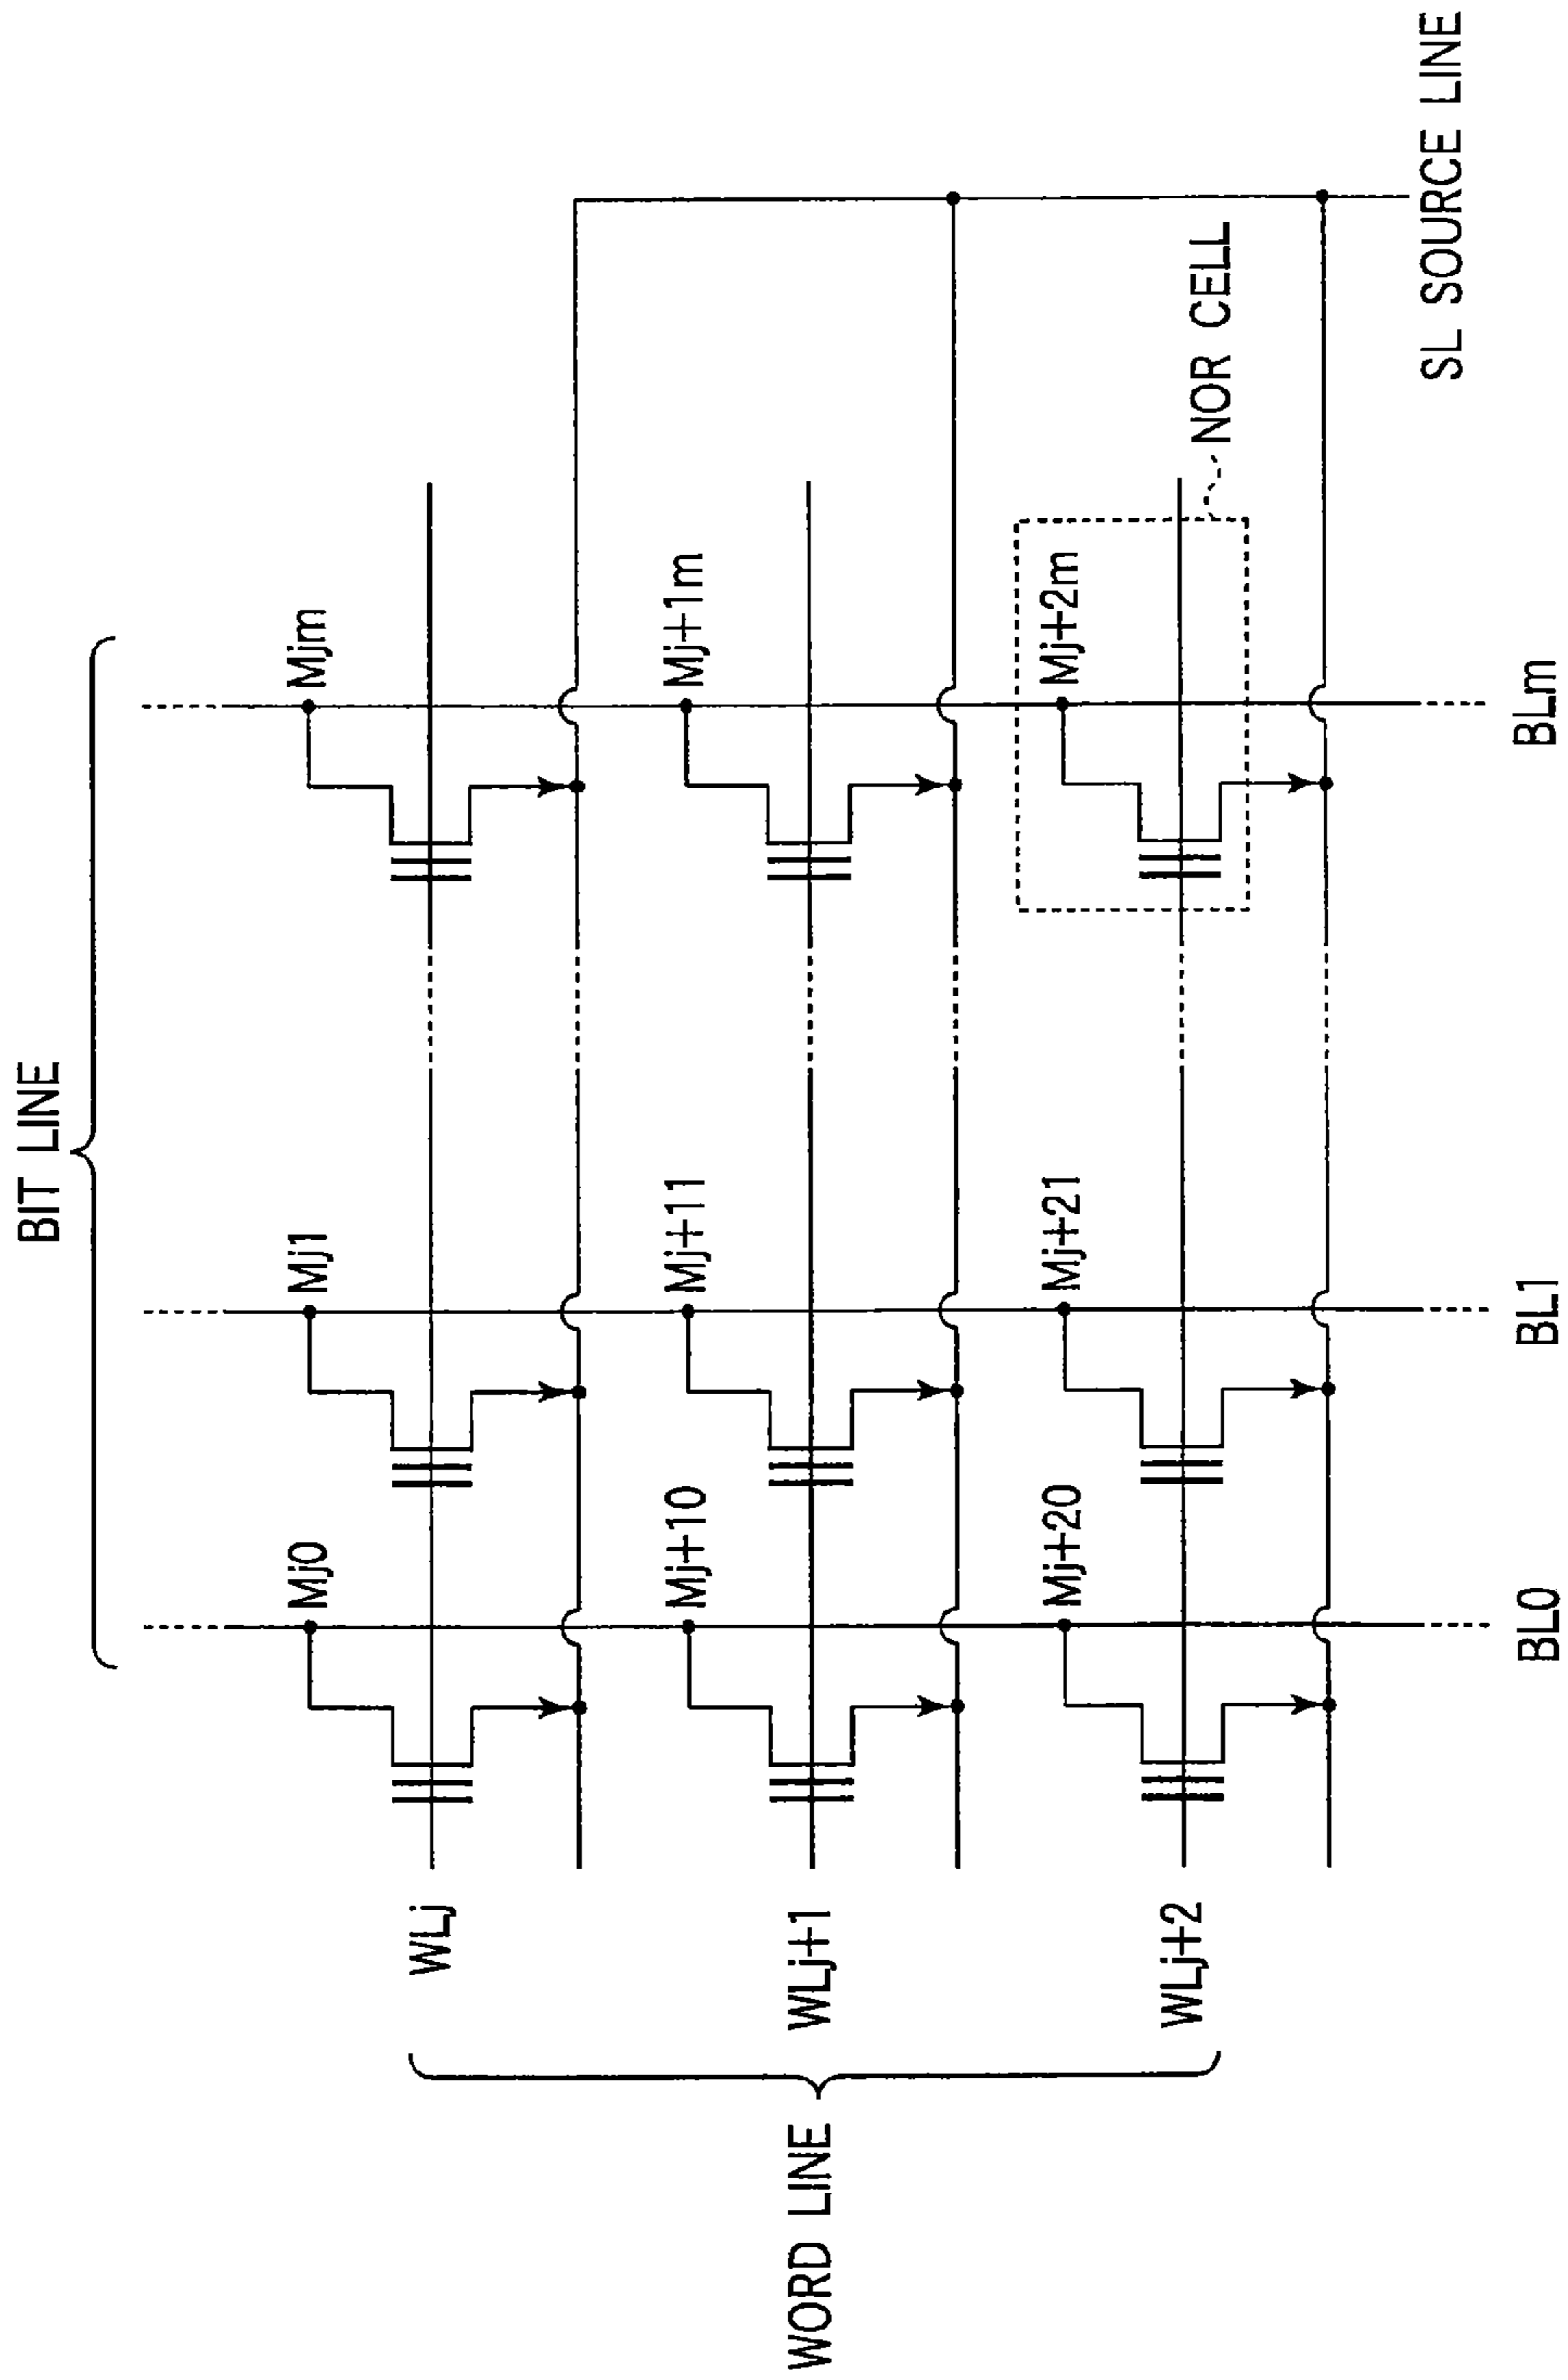 BIT LINE
Mj0
Mj1
Mjm
WLj
Mj+10
Mj+11
Mj+1m
WORD LINE
WLj+1
Mj+20
Mj+21
Mj+2m
NOR CELL
WLj+2
BL0
BL1
BLm
SL SOURCE LINE